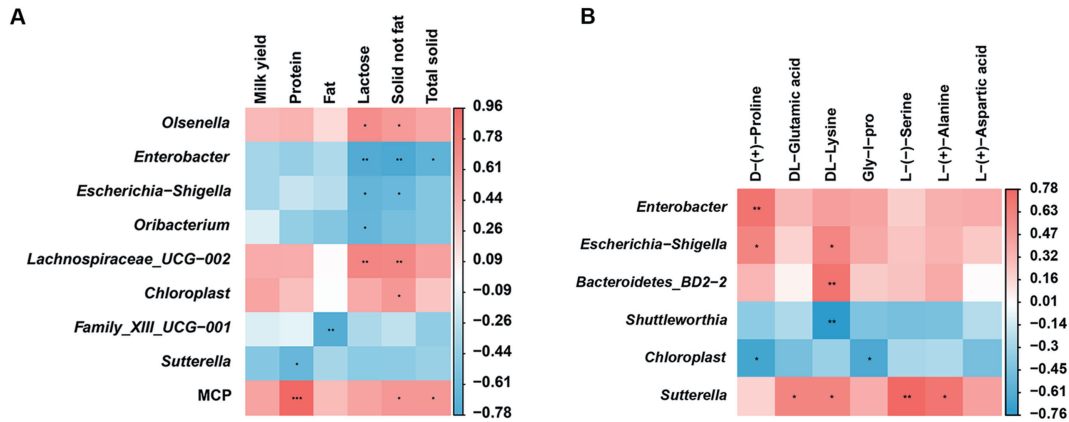 A
Milk yield
Protein
Fat
Lactose
Solid not fat
Total solid
Olsenella
Enterobacter
Escherichia−Shigella
Oribacterium
Lachnospiraceae_UCG−002
Chloroplast
Family_XIII_UCG−001
Sutterella
MCP
* *
** ** *
* *
*
** **
*
**
*
*** * *
0.96
0.78
0.61
0.44
0.26
0.09
−0.09
−0.26
−0.44
−0.61
−0.78
B
D−(+)−Proline
DL−Glutamic acid
DL−Lysine
Gly−l−pro
L−(−)−Serine
L−(+)−Alanine
L−(+)−Aspartic acid
Enterobacter
Escherichia−Shigella
Bacteroidetes_BD2−2
Shuttleworthia
Chloroplast
Sutterella
**
* *
**
**
* *
* * ** *
0.78
0.63
0.47
0.32
0.16
0.01
−0.14
−0.3
−0.45
−0.61
−0.76